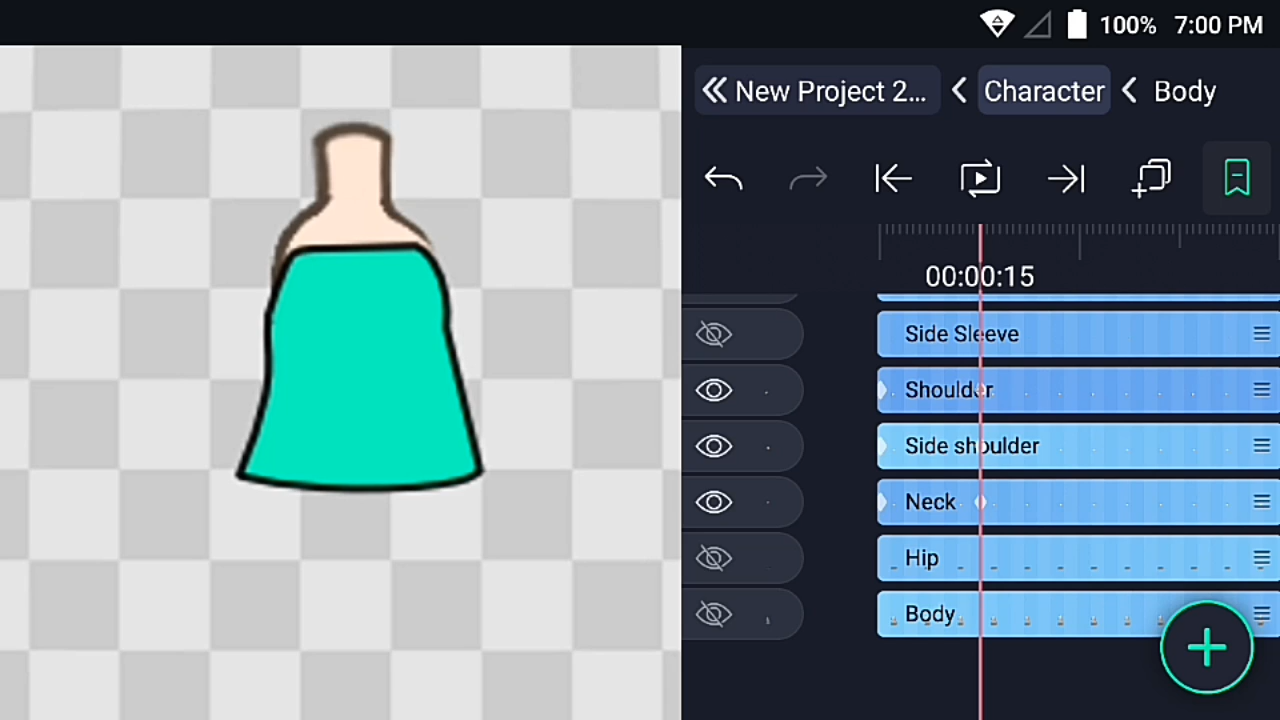 100% 7:00 PM
New Project 2... Character Body
00:00:15
Side Sleeve
Shoulder
Side shoulder
Neck
Hip
Body